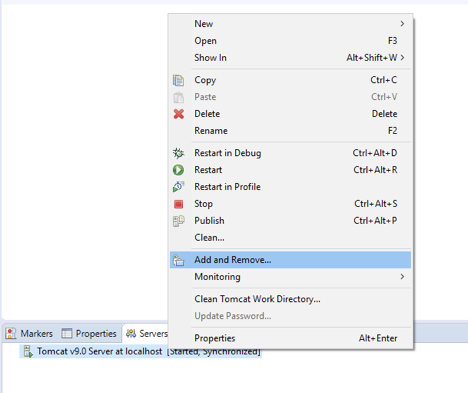 New
Open F3
Show In Alt+Shift+W
Copy Ctrl+C
Paste Ctrl+V
Delete Delete
Rename F2
Restart in Debug Ctrl+Alt+D
Restart Ctrl+Alt+R
Restart in Profile
Stop Ctrl+Alt+S
Publish Ctrl+Alt+P
Clean...
Add and Remove...
Monitoring
Clean Tomcat Work Directory...
Update Password...
Properties Alt+Enter
Markers Properties Servers
Tomcat v9.0 Server at localhost [Started, Synchronized]